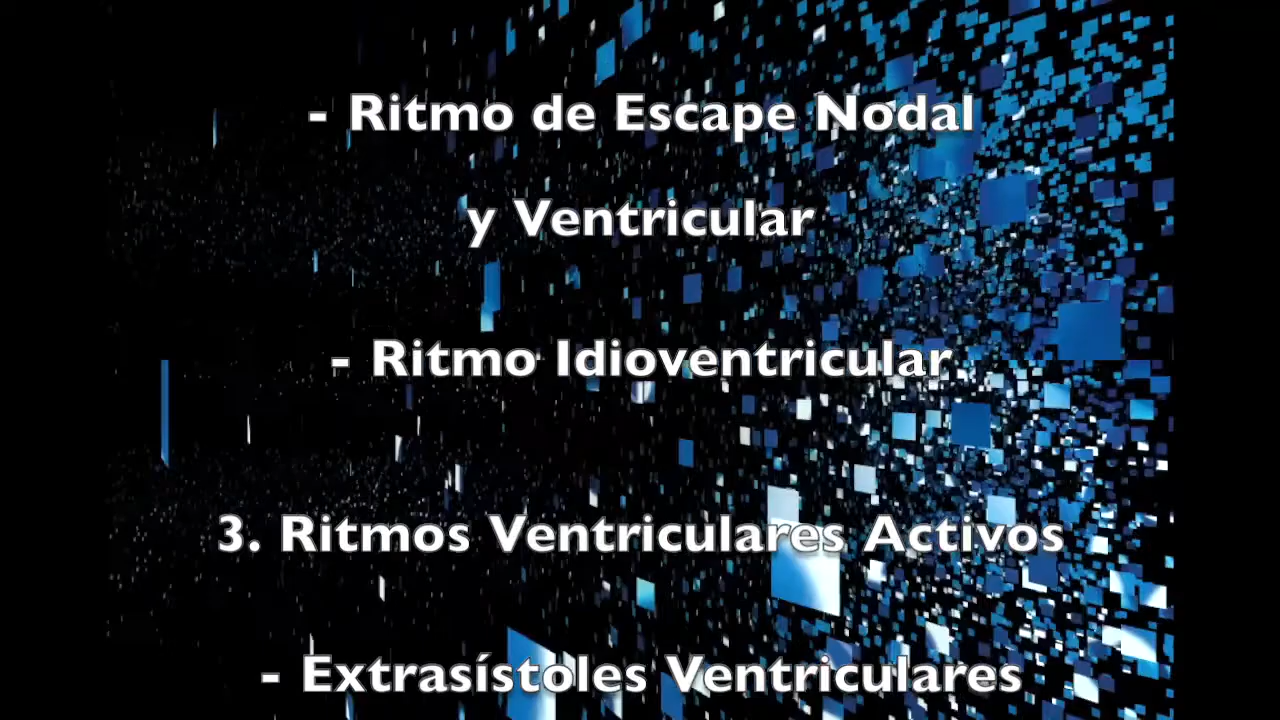 - Ritmo de Escape Nodal
y Ventricular
- Ritmo Idioventricular
3. Ritmos Ventriculares Activos
- Extrasístoles Ventriculares